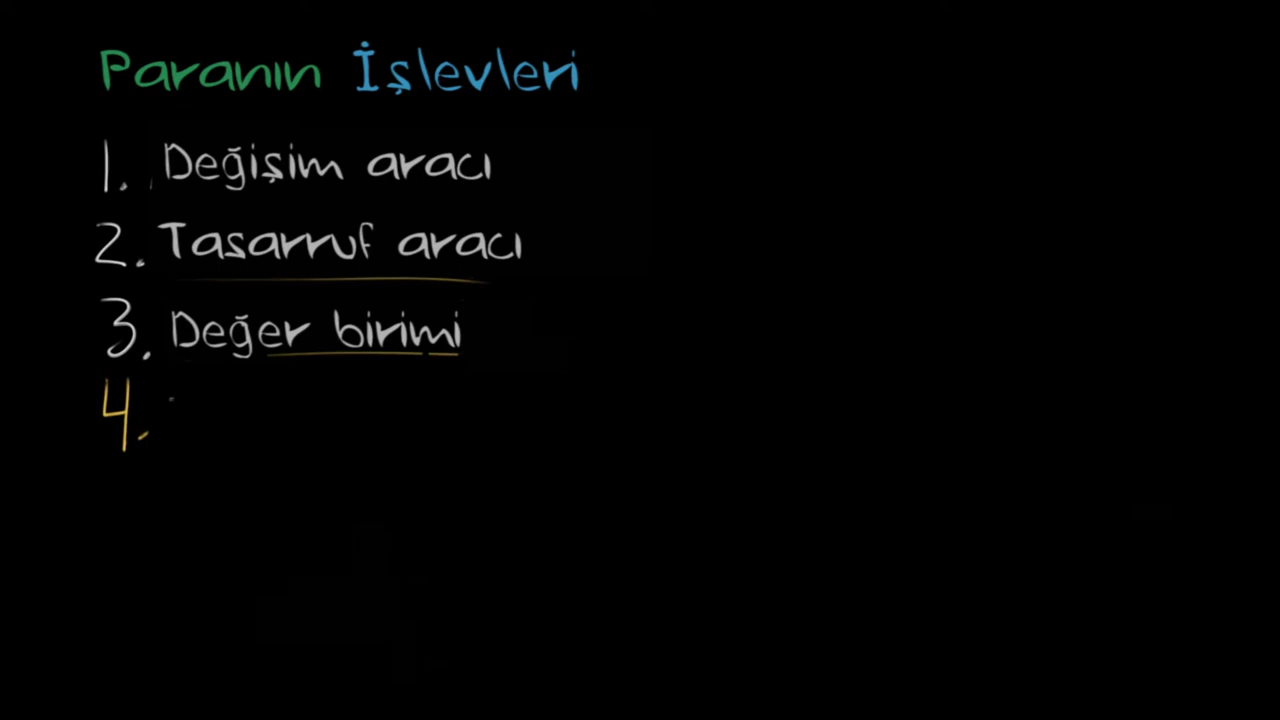 Paranın İşlevleri
1. Değişim aracı
2. Tasarruf aracı
3. Değer birimi
4.